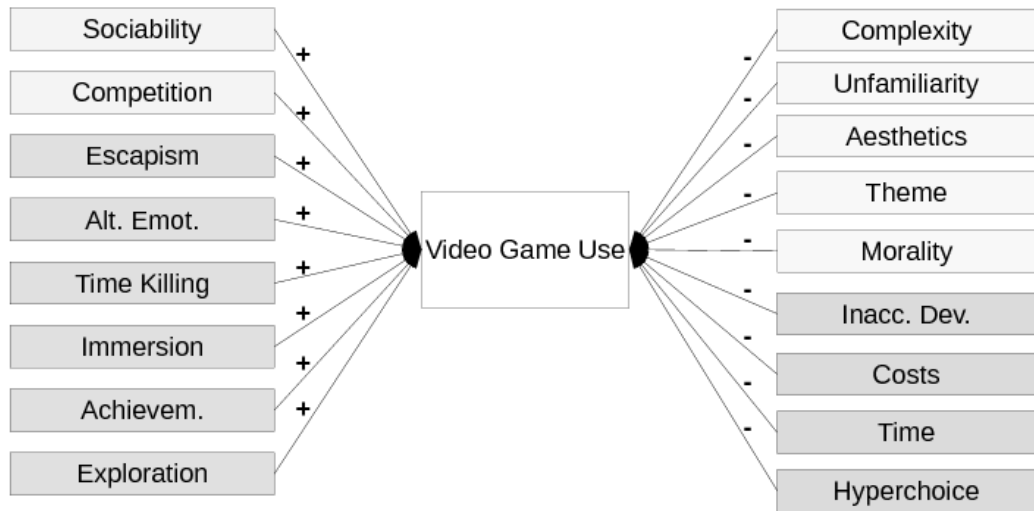 Sociability
Competition
Escapism
Alt. Emot.
Time Killing
Immersion
Achievem.
Exploration
+
+
+
+
+
+
+
+
Video Game Use
-
-
-
-
-
-
-
-
-
Complexity
Unfamiliarity
Aesthetics
Theme
Morality
Inacc. Dev.
Costs
Time
Hyperchoice